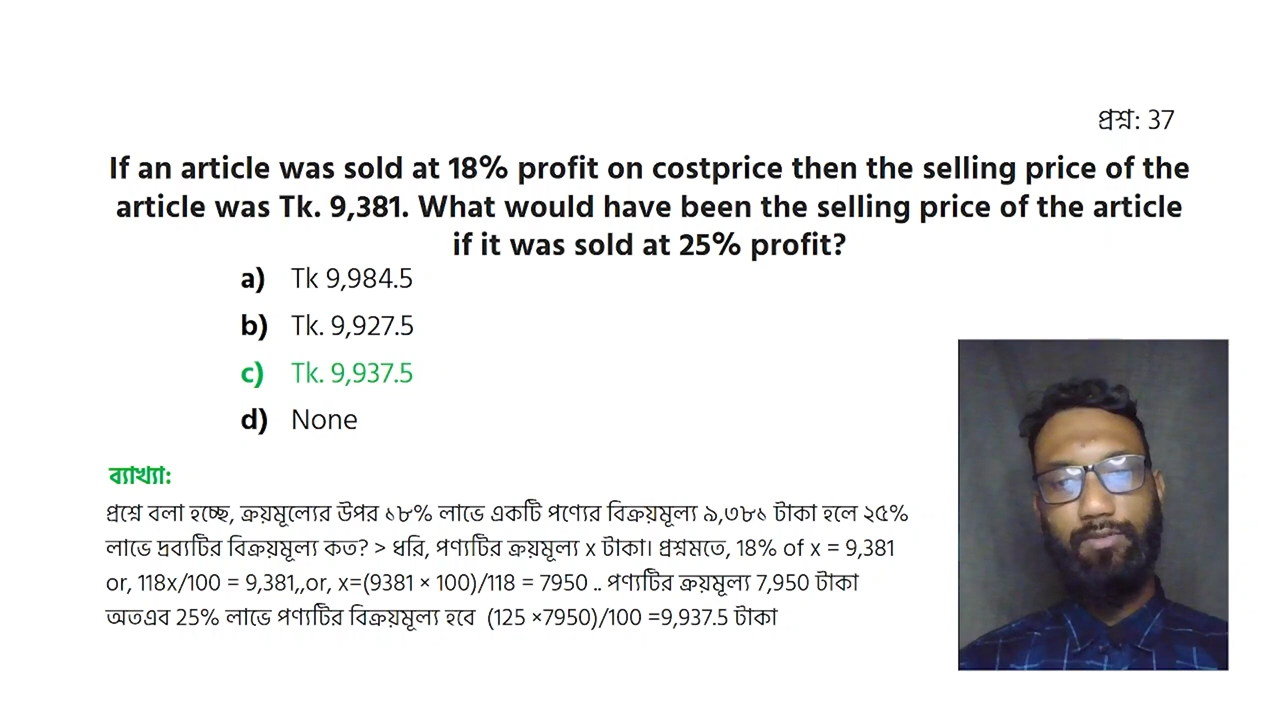 প্রশ্ন: 37
If an article was sold at 18% profit on costprice then the selling price of the
article was Tk. 9,381. What would have been the selling price of the article
if it was sold at 25% profit?
a) Tk 9,984.5
b) Tk. 9,927.5
c) Tk. 9,937.5
d) None
ব্যাখ্যা:
প্রশ্নে বলা হচ্ছে, ক্রয়মূল্যের উপর ১৮% লাভে একটি পণ্যের বিক্রয়মূল্য ৯,৩৮১ টাকা হলে ২৫%
লাভে দ্রব্যটির বিক্রয়মূল্য কত? > ধরি, পণ্যটির ক্রয়মূল্য x টাকা। প্রশ্নমতে, 18% of x = 9,381
or, 118x/100 = 9,381,,or, x=(9381 × 100)/118 = 7950 .. পণ্যটির ক্রয়মূল্য 7,950 টাকা
অতএব 25% লাভে পণ্যটির বিক্রয়মূল্য হবে (125 ×7950)/100 =9,937.5 টাকা